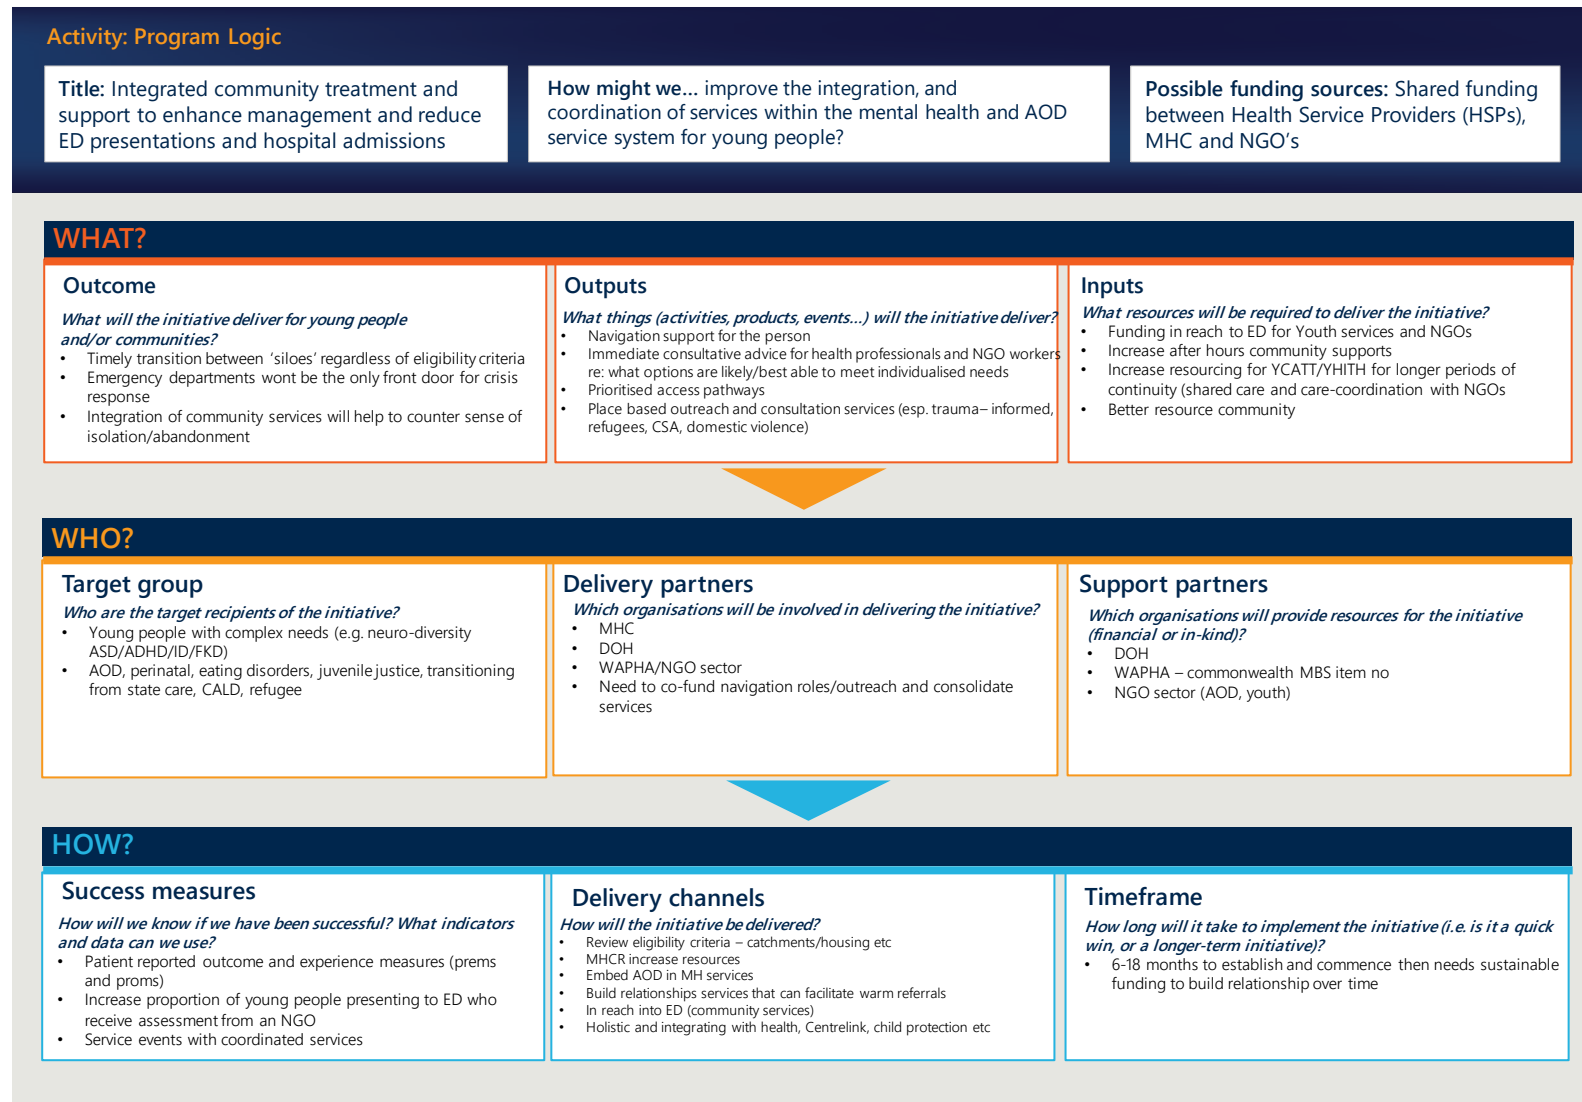 Activity: Program Logic
Title: Integrated community treatment and
support to enhance management and reduce
ED presentations and hospital admissions
How might we... improve the integration, and
coordination of services within the mental health and AOD
service system for young people?
Possible funding sources: Shared funding
between Health Service Providers (HSPs),
MHC and NGO's
WHAT?
Outcome
What will the initiative deliver for young people
and/or communities?
• Timely transition between 'siloes' regardless of eligibility criteria
• Emergency departments wont be the only front door for crisis
response
• Integration of community services will help to counter sense of
isolation/abandonment
Outputs
What things (activities, products, events...) will the initiative deliver?
• Navigation support for the person
• Immediate consultative advice for health professionals and NGO workers
re: what options are likely/best able to meet individualised needs
• Prioritised access pathways
• Place based outreach and consultation services (esp. trauma– informed,
refugees, CSA, domestic violence)
Inputs
What resources will be required to deliver the initiative?
• Funding in reach to ED for Youth services and NGOs
• Increase after hours community supports
• Increase resourcing for YCATT/YHITH for longer periods of
continuity (shared care and care-coordination with NGOs
• Better resource community
WHO?
Target group
Who are the target recipients of the initiative?
• Young people with complex needs (e.g. neuro-diversity
ASD/ADHD/ID/FKD)
• AOD, perinatal, eating disorders, juvenile justice, transitioning
from state care, CALD, refugee
Delivery partners
Which organisations will be involved in delivering the initiative?
• MHC
• DOH
• WAPHA/NGO sector
• Need to co-fund navigation roles/outreach and consolidate
services
Support partners
Which organisations will provide resources for the initiative
(financial or in-kind)?
• DOH
• WAPHA – commonwealth MBS item no
• NGO sector (AOD, youth)
HOW?
Success measures
How will we know if we have been successful? What indicators
and data can we use?
• Patient reported outcome and experience measures (prems
and proms)
• Increase proportion of young people presenting to ED who
receive assessment from an NGO
• Service events with coordinated services
Delivery channels
How will the initiative be delivered?
• Review eligibility criteria – catchments/housing etc
• MHCR increase resources
• Embed AOD in MH services
• Build relationships services that can facilitate warm referrals
• In reach into ED (community services)
• Holistic and integrating with health, Centrelink, child protection etc
Timeframe
How long will it take to implement the initiative (i.e. is it a quick
win, or a longer-term initiative)?
• 6-18 months to establish and commence then needs sustainable
funding to build relationship over time